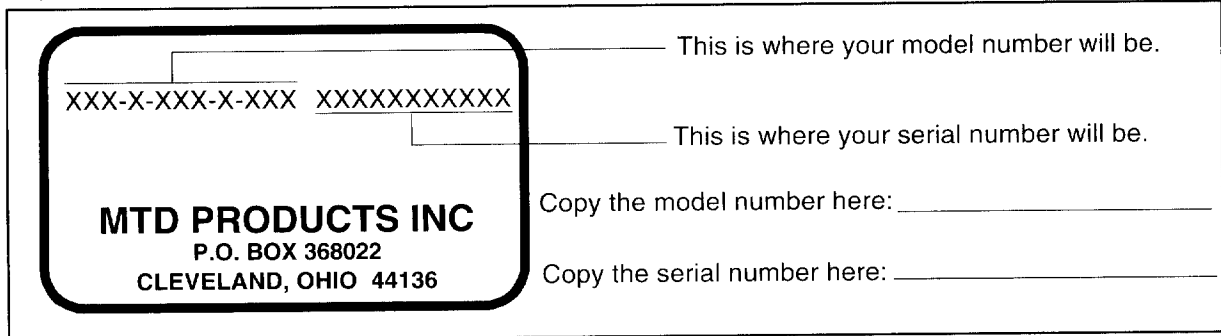 This is where your model number will be.
XXX-X-XXX-X-XXX XXXXXXXXXXX
This is where your serial number will be.
MTD PRODUCTS INC
P.O. BOX 368022
CLEVELAND, OHIO 44136
Copy the model number here:
Copy the serial number here: